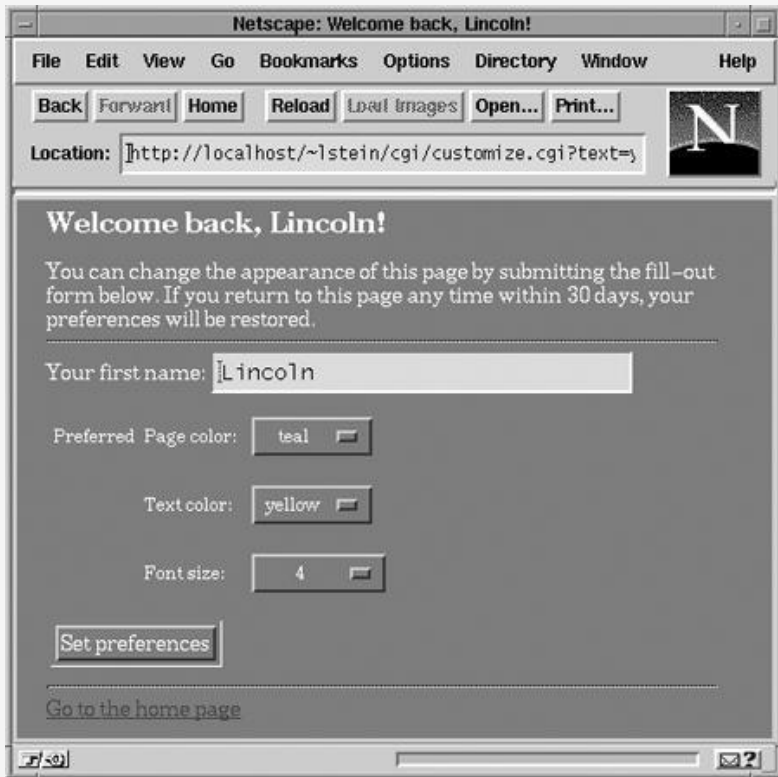 Netscape: Welcome back, Lincoln!
File Edit View Go Bookmarks Options Directory Window Help
Back Forward Home Reload Load Images Open... Print...
N
Location: http://localhost/~lstein/cgi/customize.cgi?text=y
Welcome back, Lincoln!
You can change the appearance of this page by submitting the fill-out
form below. If you return to this page any time within 30 days, your
preferences will be restored.
Your first name: Lincoln
Preferred Page color: teal
Text color: yellow
Font size: 4
Set preferences
Go to the home page
?